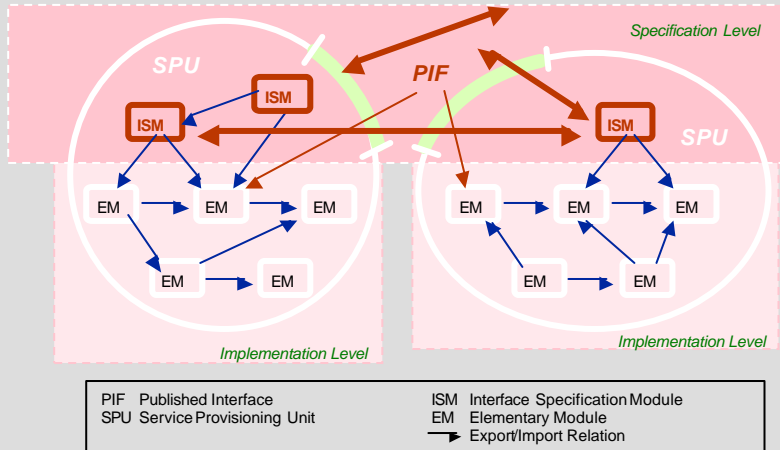 Specification Level
SPU
PIF
ISM
ISM
ISM
SPU
EM
EM
EM
EM
EM
EM
EM
EM
EM
EM
Implementation Level
Implementation Level
PIF Published Interface
SPU Service Provisioning Unit
ISM Interface Specification Module
EM Elementary Module
Export/Import Relation